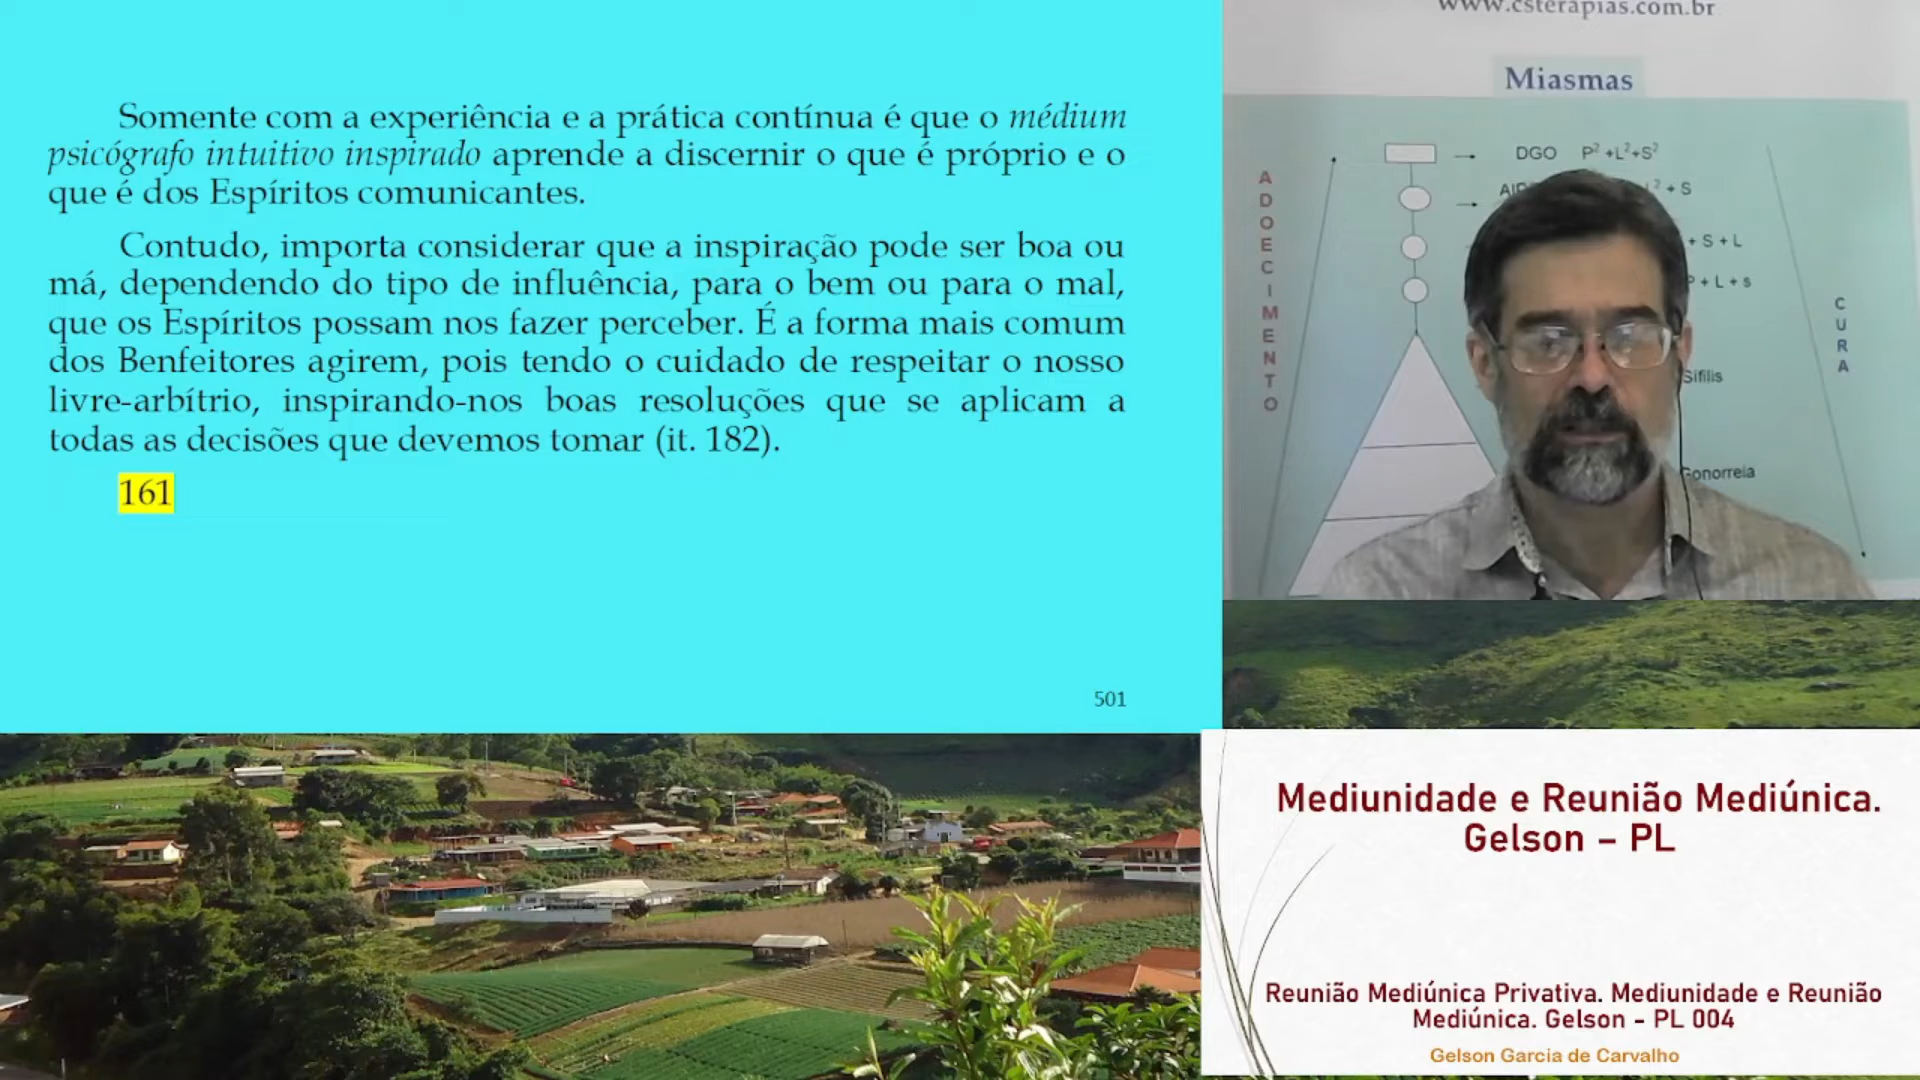 Somente com a experiência e a prática contínua é que o médium
psicógrafo intuitivo inspirado aprende a discernir o que é próprio e o
que é dos Espíritos comunicantes.
Contudo, importa considerar que a inspiração pode ser boa ou
má, dependendo do tipo de influência, para o bem ou para o mal,
que os Espíritos possam nos fazer perceber. É a forma mais comum
dos Benfeitores agirem, pois tendo o cuidado de respeitar o nosso
livre-arbítrio, inspirando-nos boas resoluções que se aplicam a
todas as decisões que devemos tomar (it. 182).
161
501
www.csterapias.com.br
Miasmas
ADOECIMENTO
DGO P² +L²+S²
+ S
+ S + L
+ L + s
Sífilis
Gonorreia
CURA
Mediunidade e Reunião Mediúnica.
Gelson – PL
Reunião Mediúnica Privativa. Mediunidade e Reunião
Mediúnica. Gelson - PL 004
Gelson Garcia de Carvalho